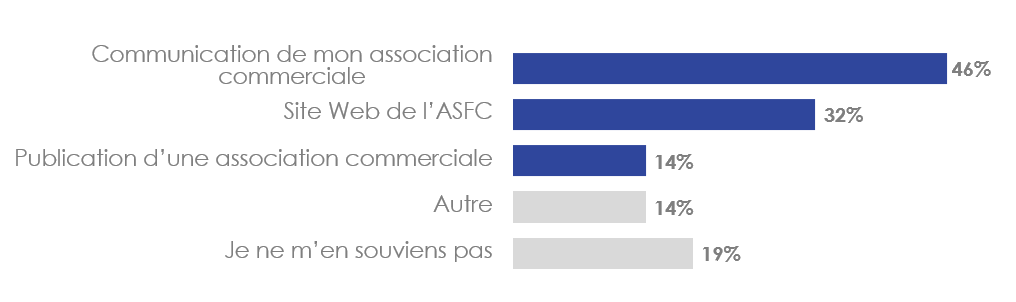 Communication de mon association
commerciale
46%
Site Web de l’ASFC
32%
Publication d’une association commerciale
14%
Autre
14%
Je ne m’en souviens pas
19%